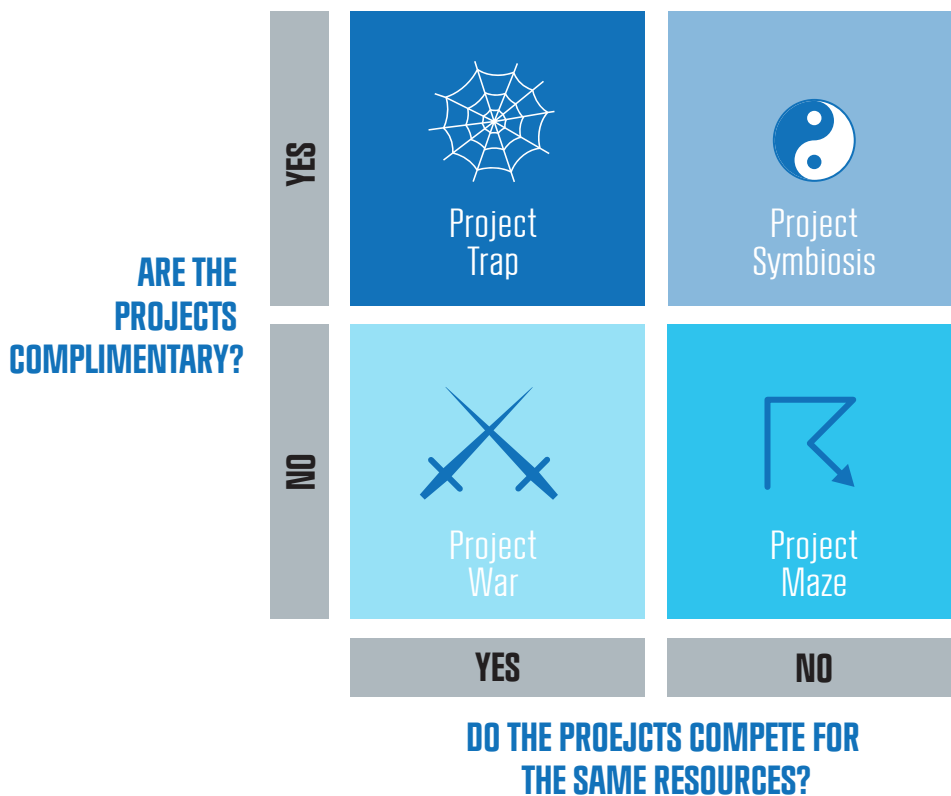 YES
Project
Trap
Project
Symbiosis
ARE THE
PROJECTS
COMPLIMENTARY?
NO
Project
War
Project
Maze
YES
NO
DO THE PROEJCTS COMPETE FOR
THE SAME RESOURCES?